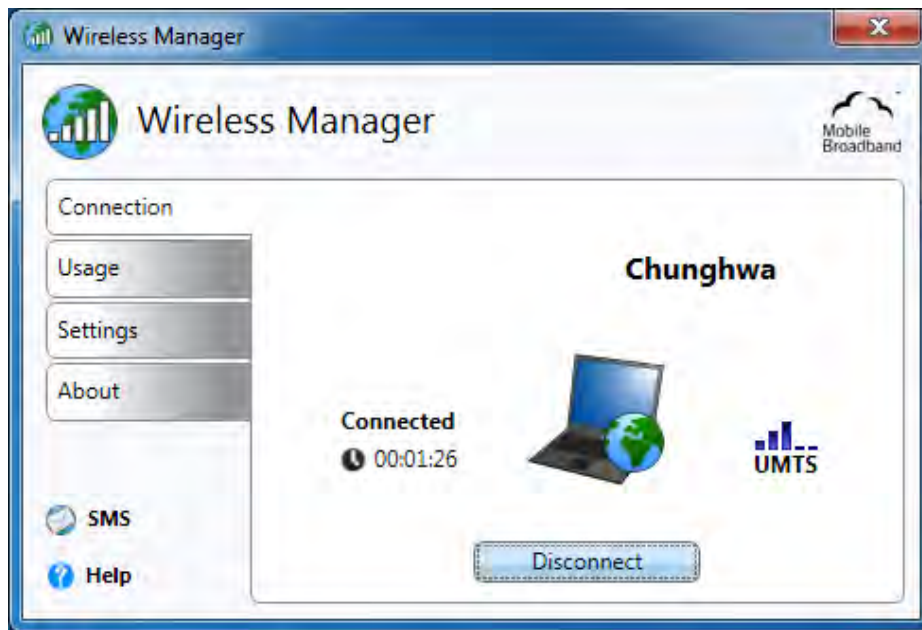 Wireless Manager
Wireless Manager
Mobile
Broadband
Connection
Usage
Settings
About
SMS
Help
Chunghwa
Connected
00:01:26
UMTS
Disconnect